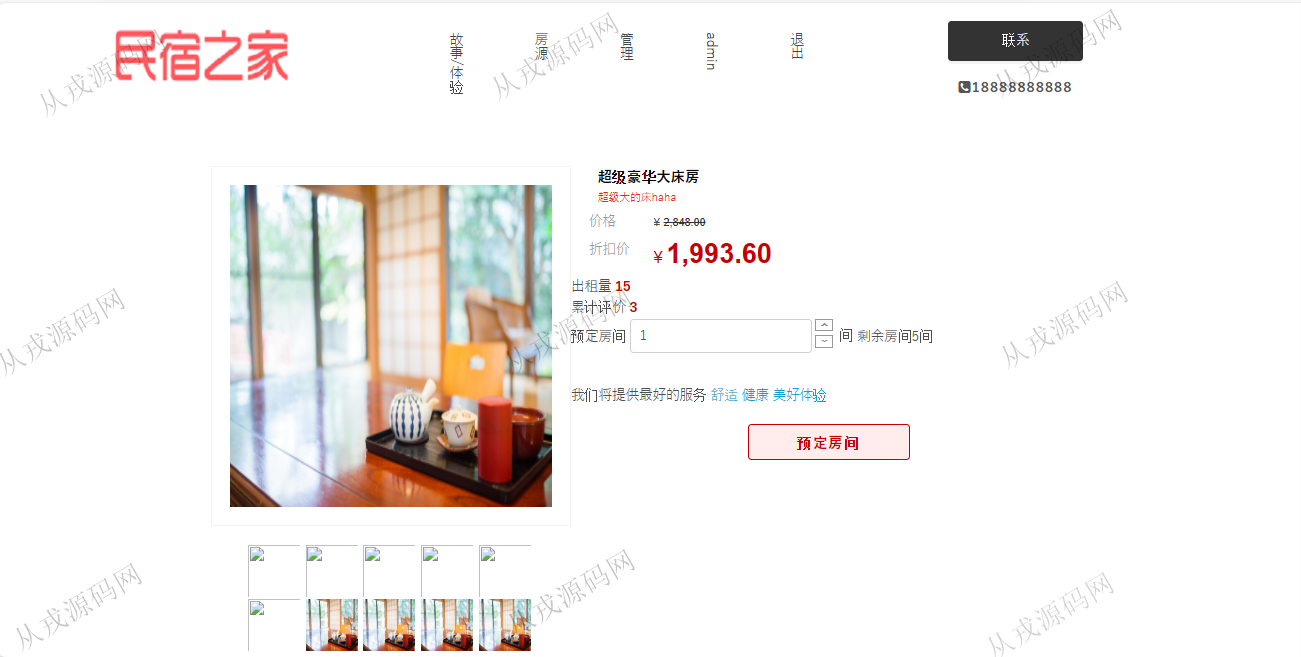 民宿之家
故事/体验
房源
管理
admin
退出
联系
18888888888
超级豪华大床房
超级大的床haha
价格 ¥ 2,848.00
折扣价 ¥ 1,993.60
出租量 15
累计评价 3
预定房间 1 间 剩余房间5间
我们将提供最好的服务 舒适 健康 美好体验
预定房间
从戎源码网
从戎源码网
从戎源码网
从戎源码网
从戎源码网
从戎源码网
从戎源码网
从戎源码网
从戎源码网